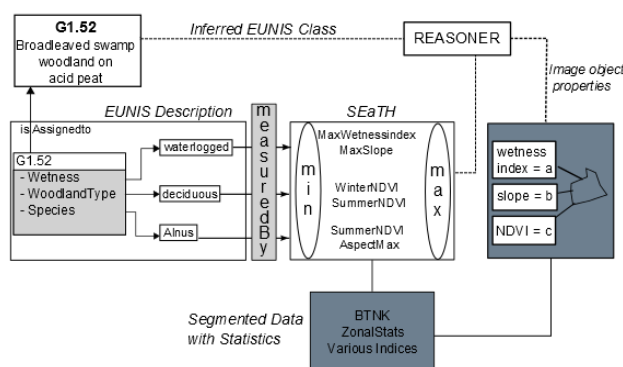 G1.52
Broadleaved swamp
woodland on
acid peat
Inferred EUNIS Class
REASONER
Image object
properties
isAssignedto
EUNIS Description
measuredBy
SEaTH
G1.52
- Wetness
- WoodlandType
- Species
waterlogged
deciduous
Alnus
min
MaxWetnessindex
MaxSlope
WinterNDVI
SummerNDVI
SummerNDVI
AspectMax
max
wetness
index = a
slope = b
NDVI = c
Segmented Data
with Statistics
BTNK
ZonalStats
Various Indices